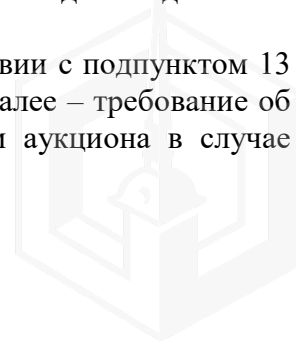 вии с подпунктом 13
алее – требование об
аукциона в случае